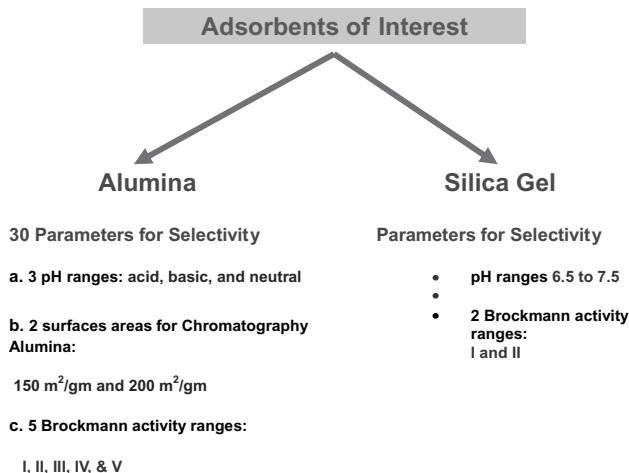 Adsorbents of Interest
Alumina
30 Parameters for Selectivity
a. 3 pH ranges: acid, basic, and neutral
b. 2 surfaces areas for Chromatography
Alumina:
150 m²/gm and 200 m²/gm
c. 5 Brockmann activity ranges:
I, II, III, IV, & V
Silica Gel
Parameters for Selectivity
• pH ranges 6.5 to 7.5
•
• 2 Brockmann activity
ranges:
I and II